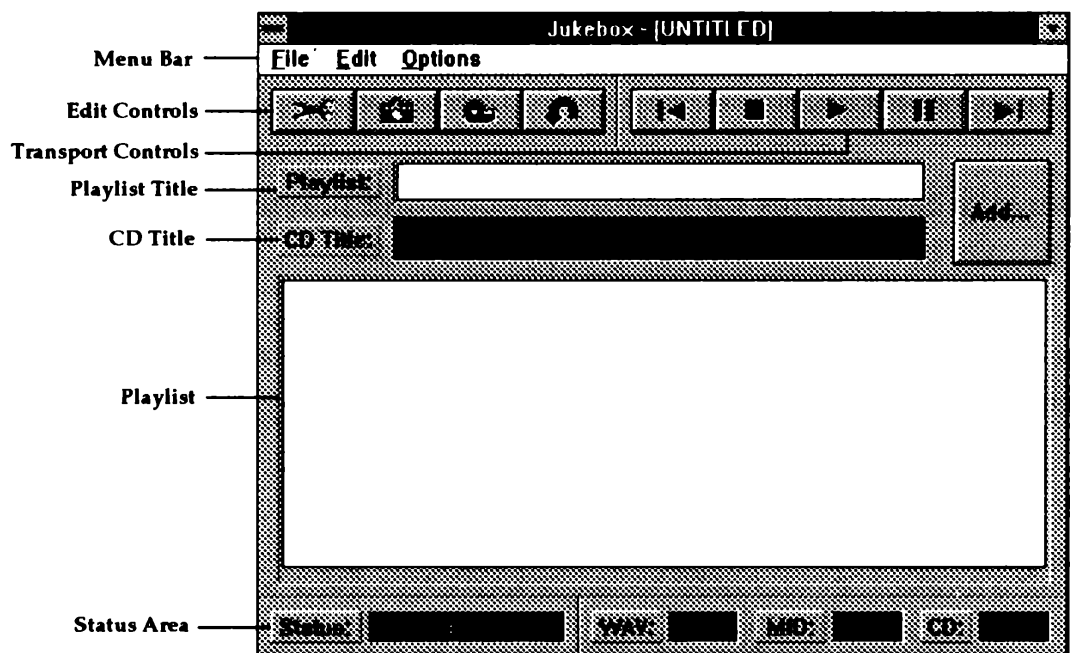 Jukebox - [UNTITLED]
Menu Bar
File Edit Options
Edit Controls
Transport Controls
Playlist Title
Playlist:
Add...
CD Title
CD Title:
Playlist
Status Area
Status:
WAV:
MID:
CD: